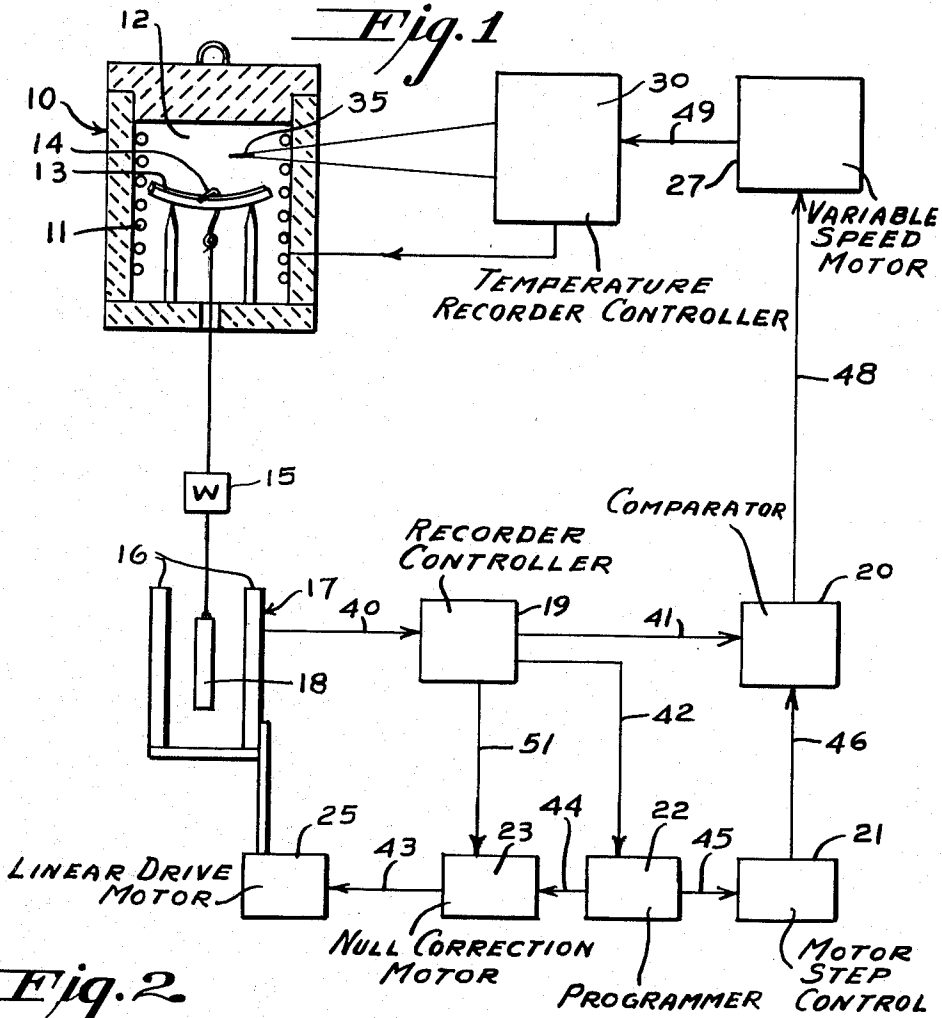 Fig. 1
12
10
35
14
13
11
30
49
27
VARIABLE
SPEED
MOTOR
TEMPERATURE
RECORDER CONTROLLER
48
W
15
COMPARATOR
RECORDER
CONTROLLER
16
17
40
19
41
20
18
42
51
46
25
43
23
44
22
45
21
LINEAR DRIVE
MOTOR
NULL CORRECTION
MOTOR
PROGRAMMER
MOTOR
STEP
CONTROL
Fig. 2